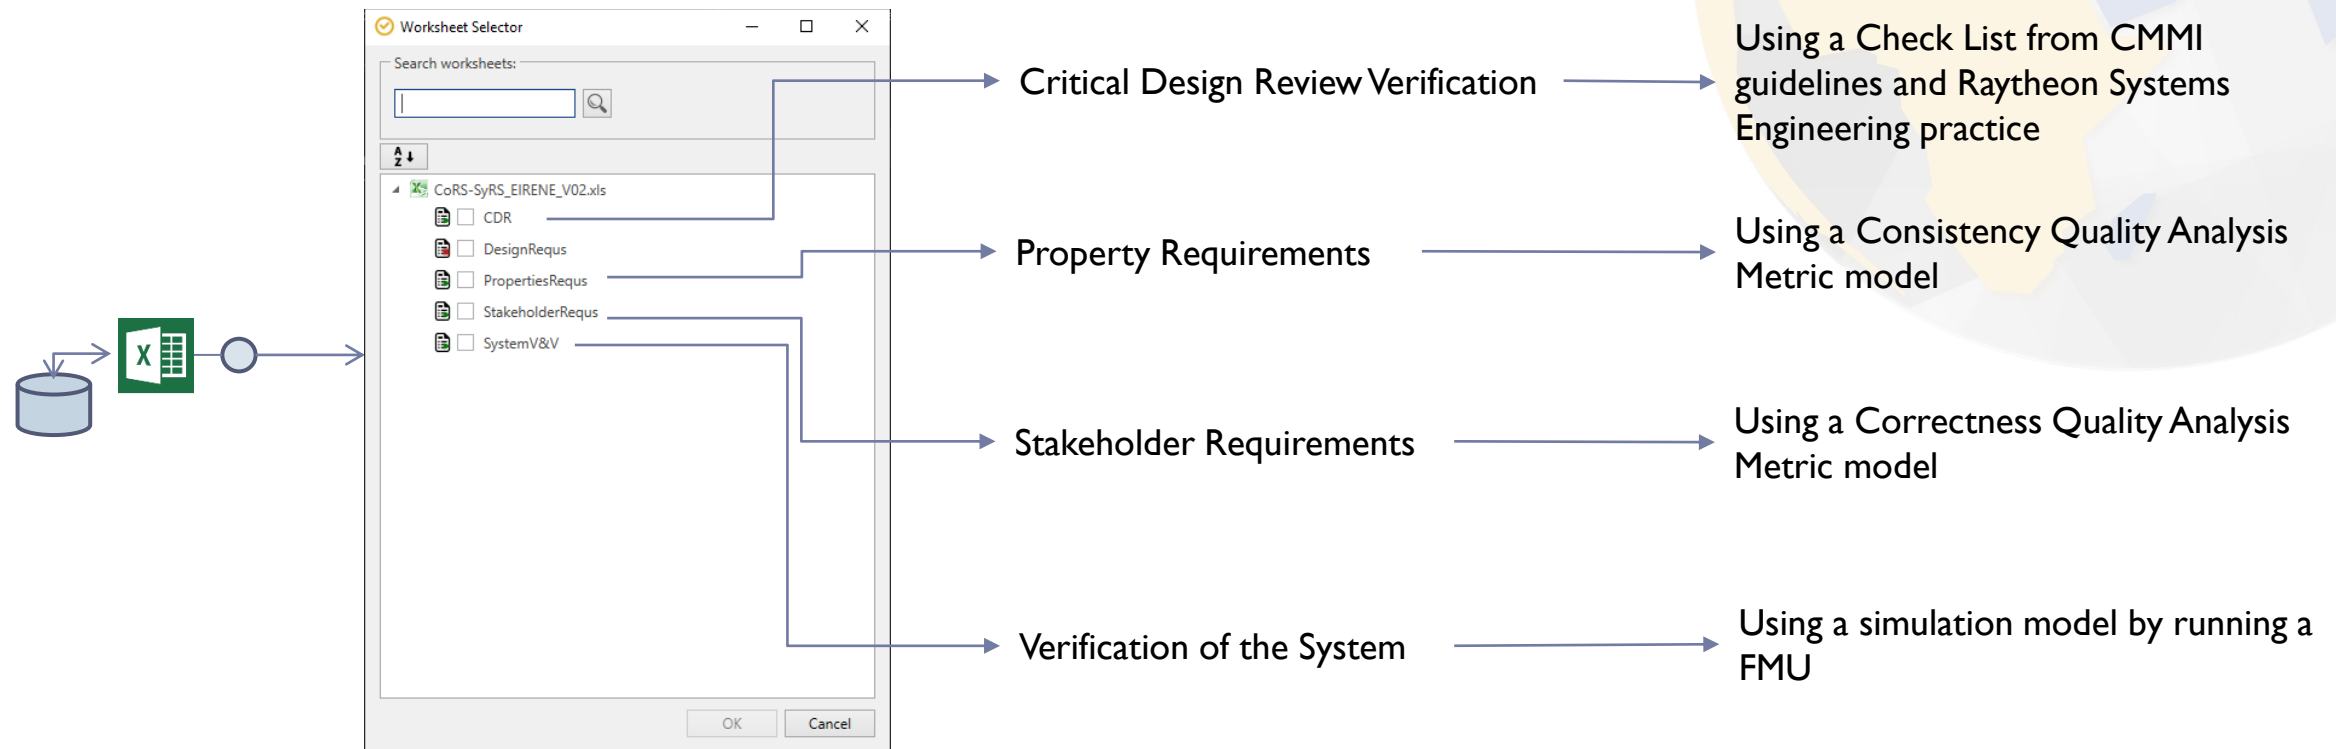 Worksheet Selector
Search worksheets:
A
Z
CoRS-SyRS_EIRENE_V02.xls
CDR
DesignRequs
PropertiesRequs
StakeholderRequs
SystemV&V
OK
Cancel
X
Critical Design Review Verification
Using a Check List from CMMI
guidelines and Raytheon Systems
Engineering practice
Property Requirements
Using a Consistency Quality Analysis
Metric model
Stakeholder Requirements
Using a Correctness Quality Analysis
Metric model
Verification of the System
Using a simulation model by running a
FMU